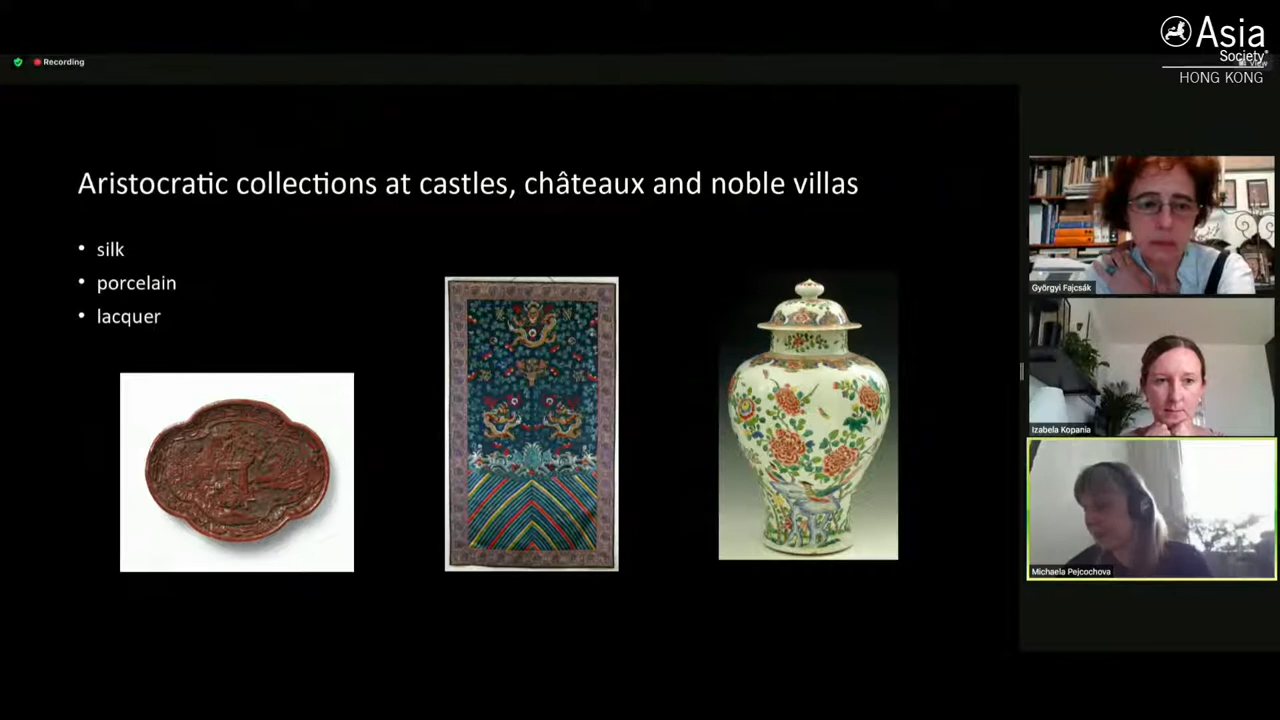 Asia
Society
HONG KONG
Recording
View
Aristocratic collections at castles, châteaux and noble villas
• silk
• porcelain
• lacquer
Györgyi Fajcsák
Izabela Kopania
Michaela Pejcochova